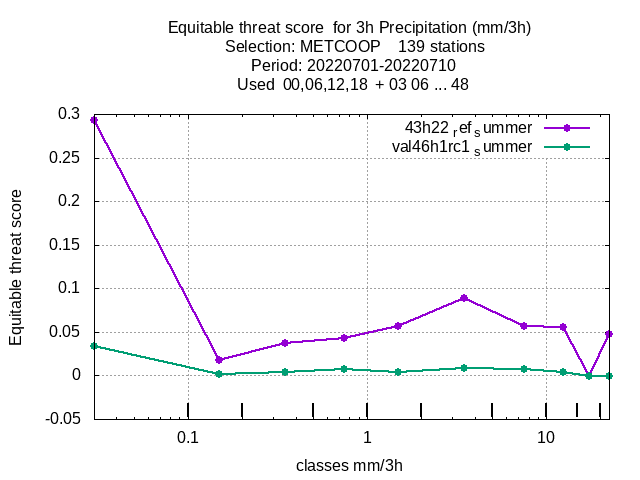 Equitable threat score  for 3h Precipitation (mm/3h)
Selection: METCOOP    139 stations
Period: 20220701-20220710
Used  00,06,12,18  + 03 06 ... 48
43h22 ref summer
val46h1rc1 summer
0.3
0.25
0.2
0.15
0.1
0.05
0
-0.05
Equitable threat score
0.1 1 10
classes mm/3h